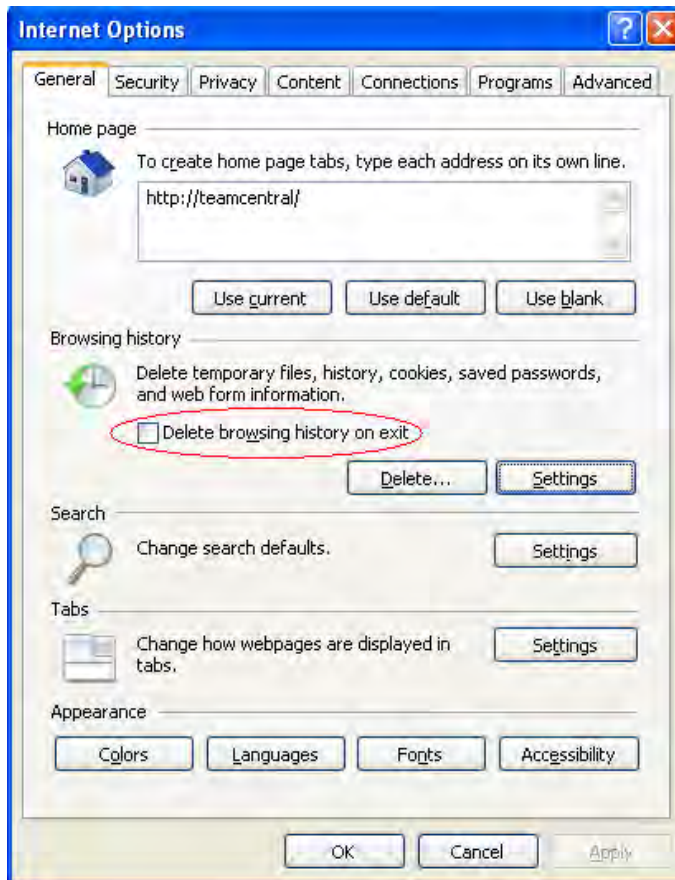 Internet Options
General Security Privacy Content Connections Programs Advanced
Home page
To create home page tabs, type each address on its own line.
http://teamcentral/
Use current Use default Use blank
Browsing history
Delete temporary files, history, cookies, saved passwords,
and web form information.
Delete browsing history on exit
Delete... Settings
Search
Change search defaults.
Settings
Tabs
Change how webpages are displayed in
tabs.
Settings
Appearance
Colors Languages Fonts Accessibility
OK Cancel Apply